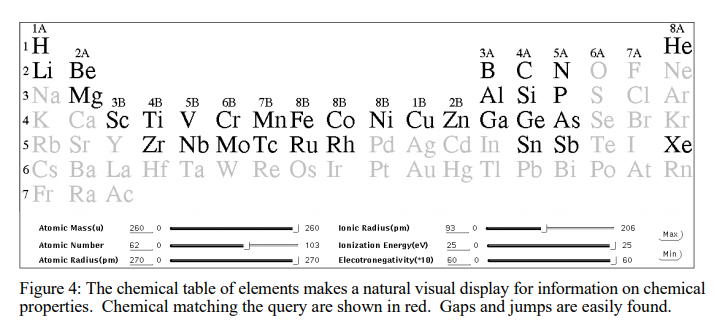 1A 8A
1 H He
2A 3A 4A 5A 6A 7A
2 Li Be B C N O F Ne
3 Na Mg Al Si P S Cl Ar
3B 4B 5B 6B 7B 8B 8B 8B 1B 2B
4 K Ca Sc Ti V Cr Mn Fe Co Ni Cu Zn Ga Ge As Se Br Kr
5 Rb Sr Y Zr Nb Mo Tc Ru Rh Pd Ag Cd In Sn Sb Te I Xe
6 Cs Ba La Hf Ta W Re Os Ir Pt Au Hg Tl Pb Bi Po At Rn
7 Fr Ra Ac
Atomic Mass(u) 260 0 260 Ionic Radius(pm) 93 0 206 Max
Atomic Number 62 0 103 Ionization Energy(eV) 25 0 25
Atomic Radius(pm) 270 0 270 Elecotronegativity(*10) 60 0 60 Min
Figure 4: The chemical table of elements makes a natural visual display for information on chemical
properties. Chemical matching the query are shown in red. Gaps and jumps are easily found.